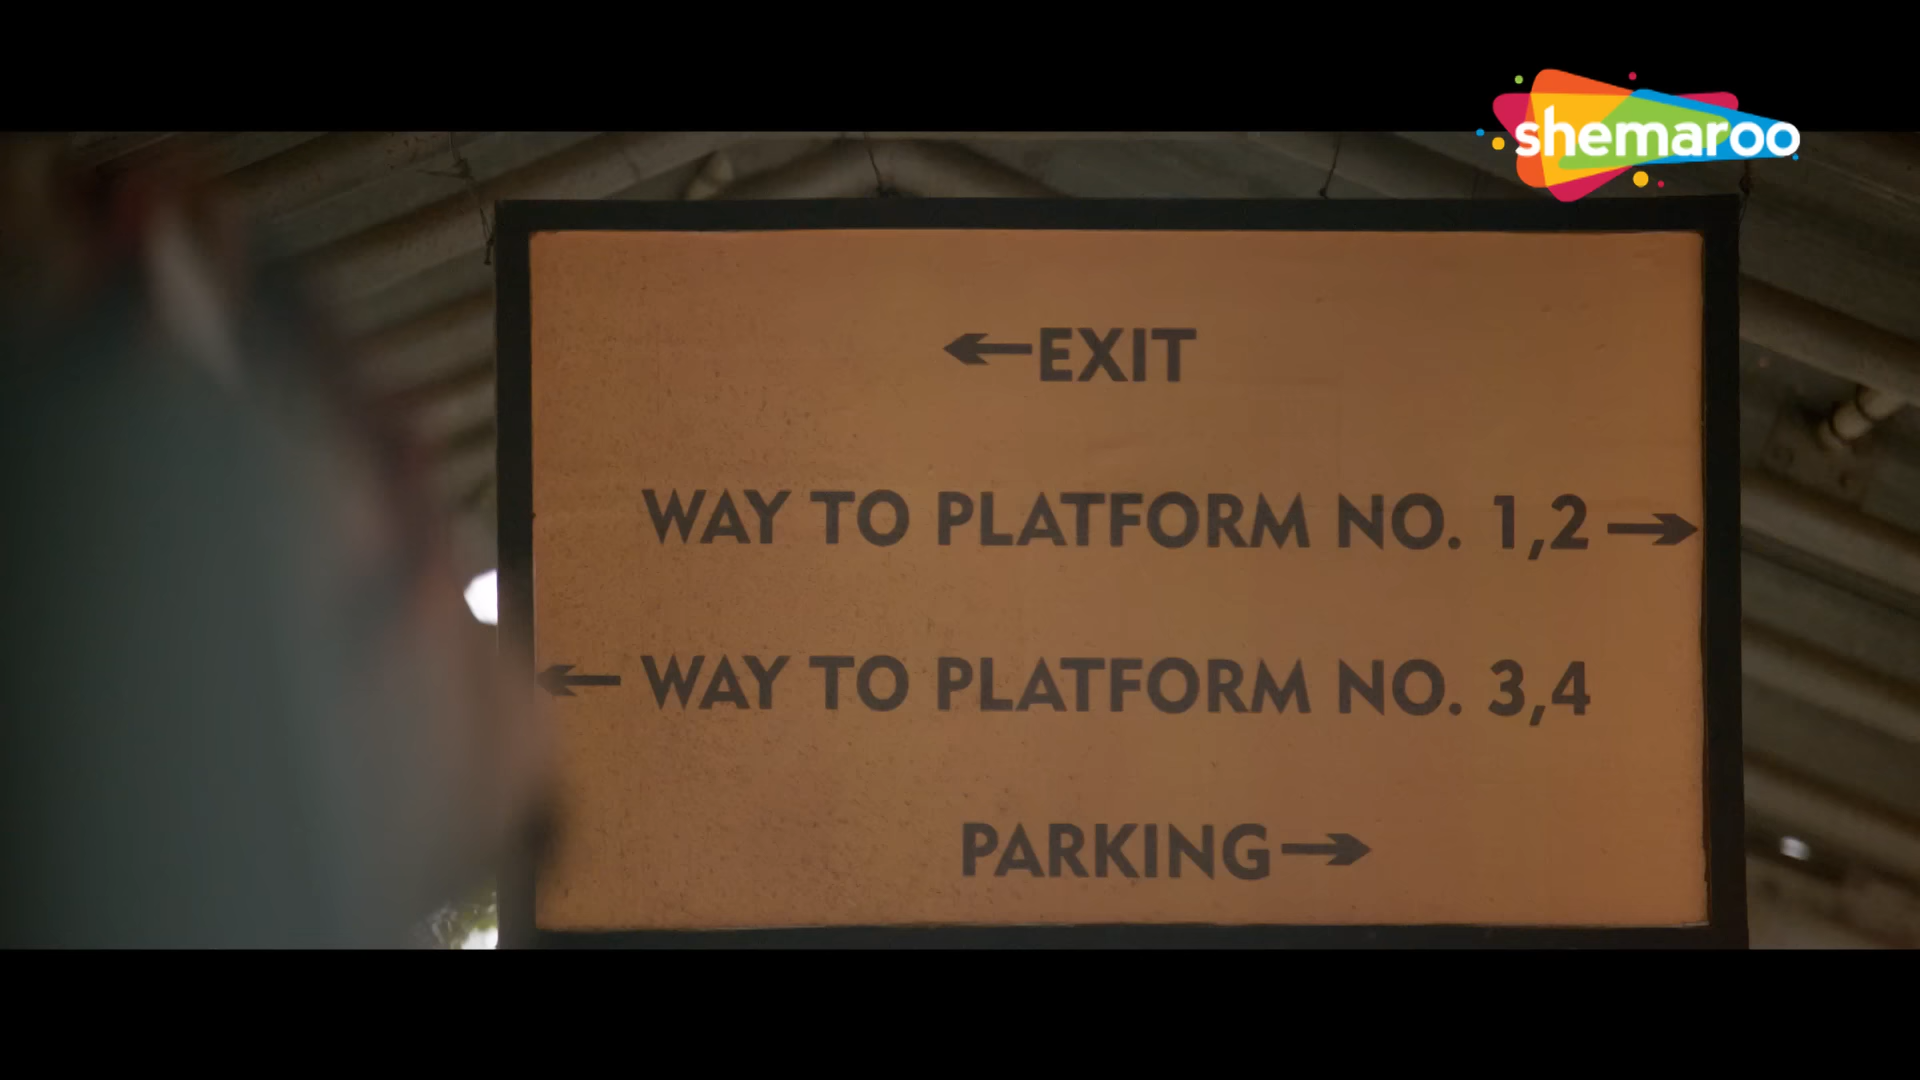 shemaroo
←EXIT
WAY TO PLATFORM NO. 1,2→
← WAY TO PLATFORM NO. 3,4
PARKING→